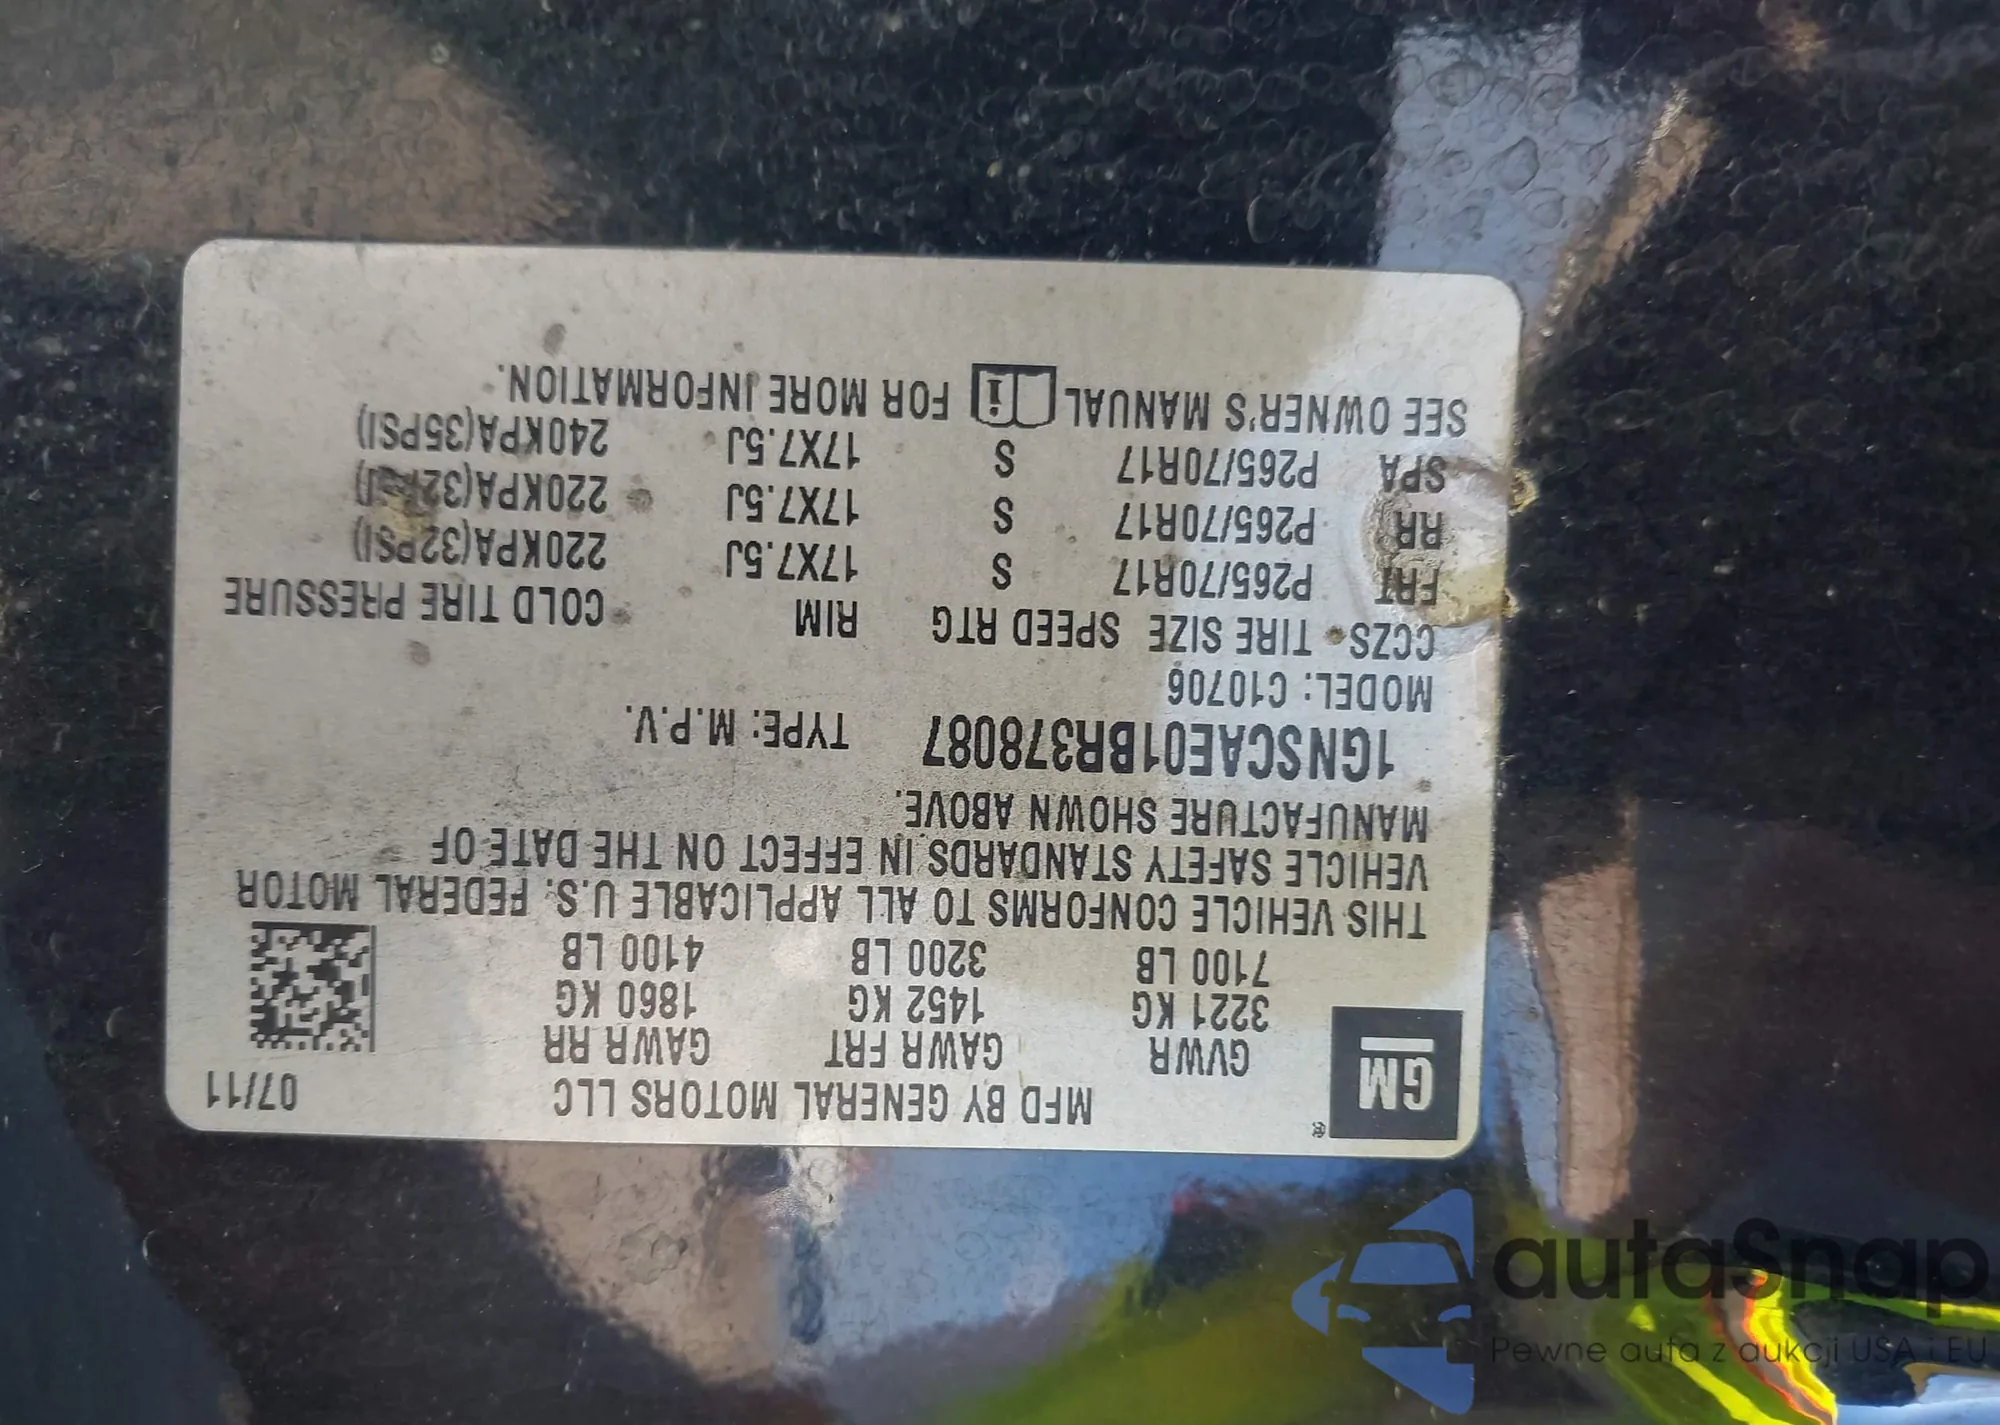 MFD BY GENERAL MOTORS LLC 07/11
GM ®
GVWR GAWR FRT GAWR RR
3221 KG 1452 KG 1860 KG
7100 LB 3200 LB 4100 LB
THIS VEHICLE CONFORMS TO ALL APPLICABLE U.S. FEDERAL MOTOR
VEHICLE SAFETY STANDARDS IN EFFECT ON THE DATE OF
MANUFACTURE SHOWN ABOVE.
1GNSCAE01BR378087 TYPE: M.P.V.
MODEL: C10706
CCZS TIRE SIZE SPEED RTG RIM COLD TIRE PRESSURE
FRT P265/70R17 S 17X7.5J 220KPA(32PSI)
RR P265/70R17 S 17X7.5J 220KPA(32PSI)
SPA P265/70R17 S 17X7.5J 240KPA(35PSI)
SEE OWNER'S MANUAL i FOR MORE INFORMATION.
autaSnap
Pewne auta z aukcji USA i EU